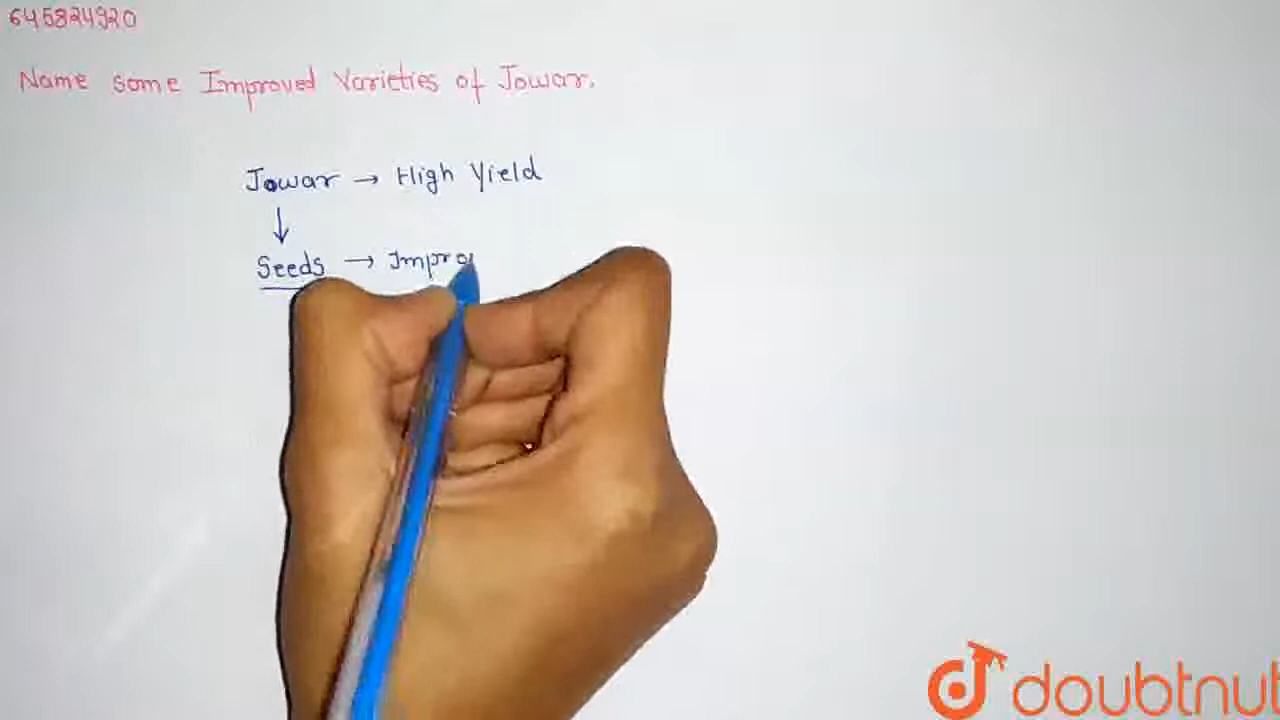 645824920
Name some Improved Varieties of Jowar.
Jowar → High Yield
↓
Seeds → Impro
doubtnut